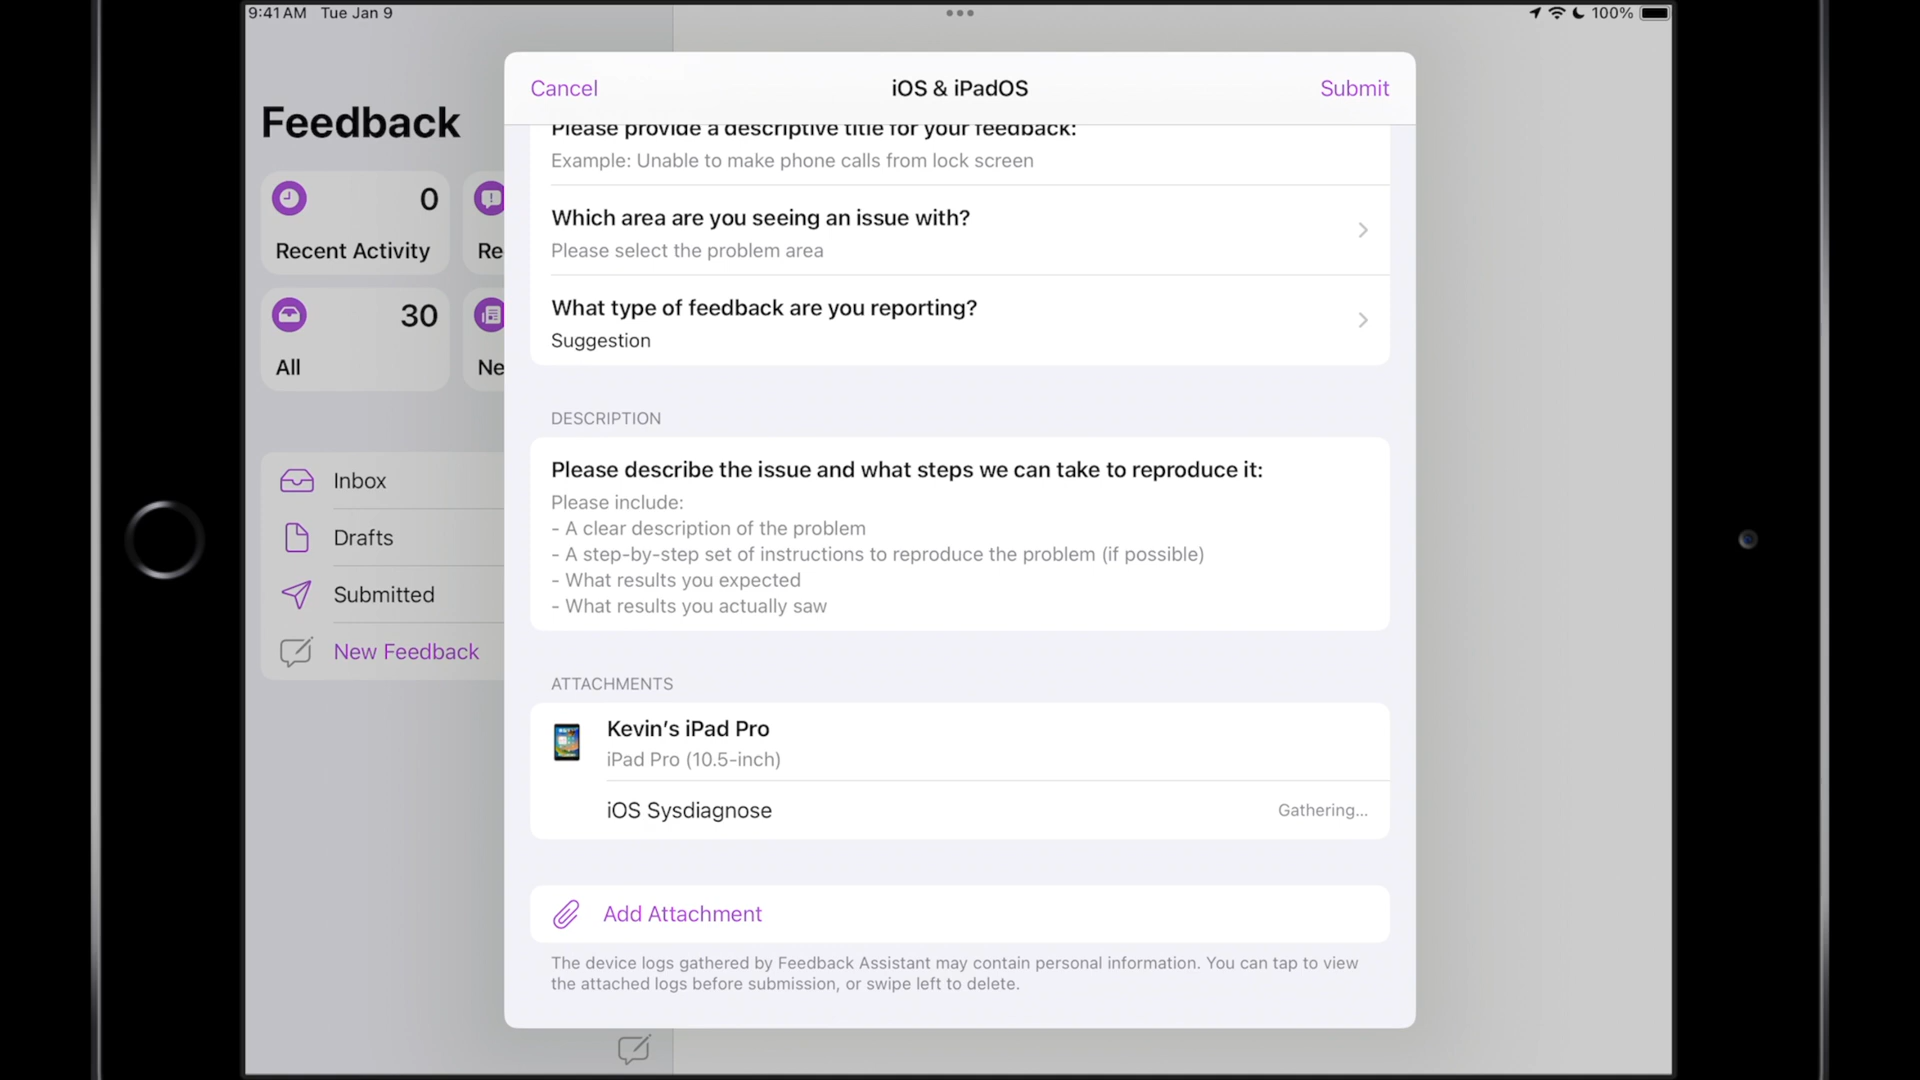 9:41 AM Tue Jan 9
100%
Feedback
0
Recent Activity
Re
30
All
Ne
Inbox
Drafts
Submitted
New Feedback
Cancel
iOS & iPadOS
Submit
Please provide a descriptive title for your feedback:
Example: Unable to make phone calls from lock screen
Which area are you seeing an issue with?
Please select the problem area
What type of feedback are you reporting?
Suggestion
DESCRIPTION
Please describe the issue and what steps we can take to reproduce it:
Please include:
- A clear description of the problem
- A step-by-step set of instructions to reproduce the problem (if possible)
- What results you expected
- What results you actually saw
ATTACHMENTS
Kevin’s iPad Pro
iPad Pro (10.5-inch)
iOS Sysdiagnose
Gathering...
Add Attachment
The device logs gathered by Feedback Assistant may contain personal information. You can tap to view
the attached logs before submission, or swipe left to delete.